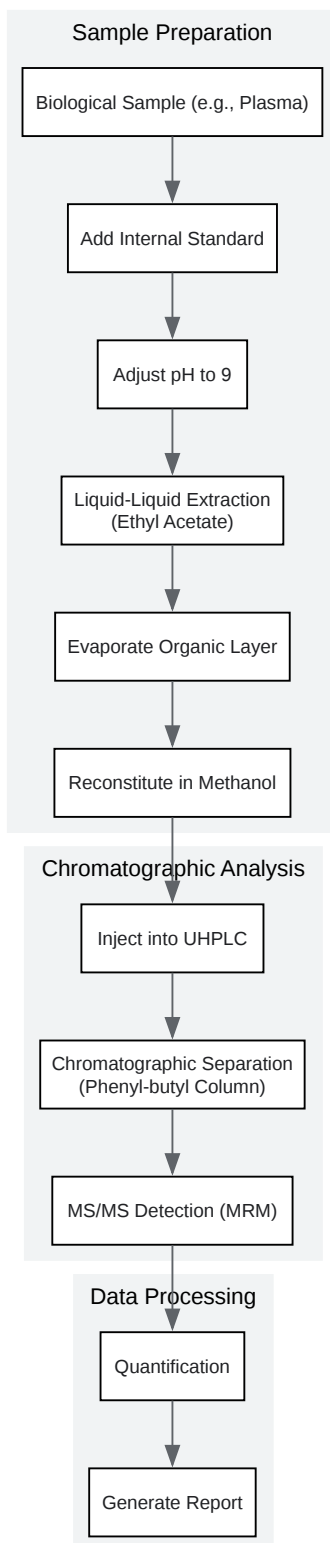 Sample Preparation
Biological Sample (e.g., Plasma)
Add Internal Standard
Adjust pH to 9
Liquid-Liquid Extraction
(Ethyl Acetate)
Evaporate Organic Layer
Reconstitute in Methanol
Chromatographic Analysis
Inject into UHPLC
Chromatographic Separation
(Phenyl-butyl Column)
MS/MS Detection (MRM)
Data Processing
Quantification
Generate Report